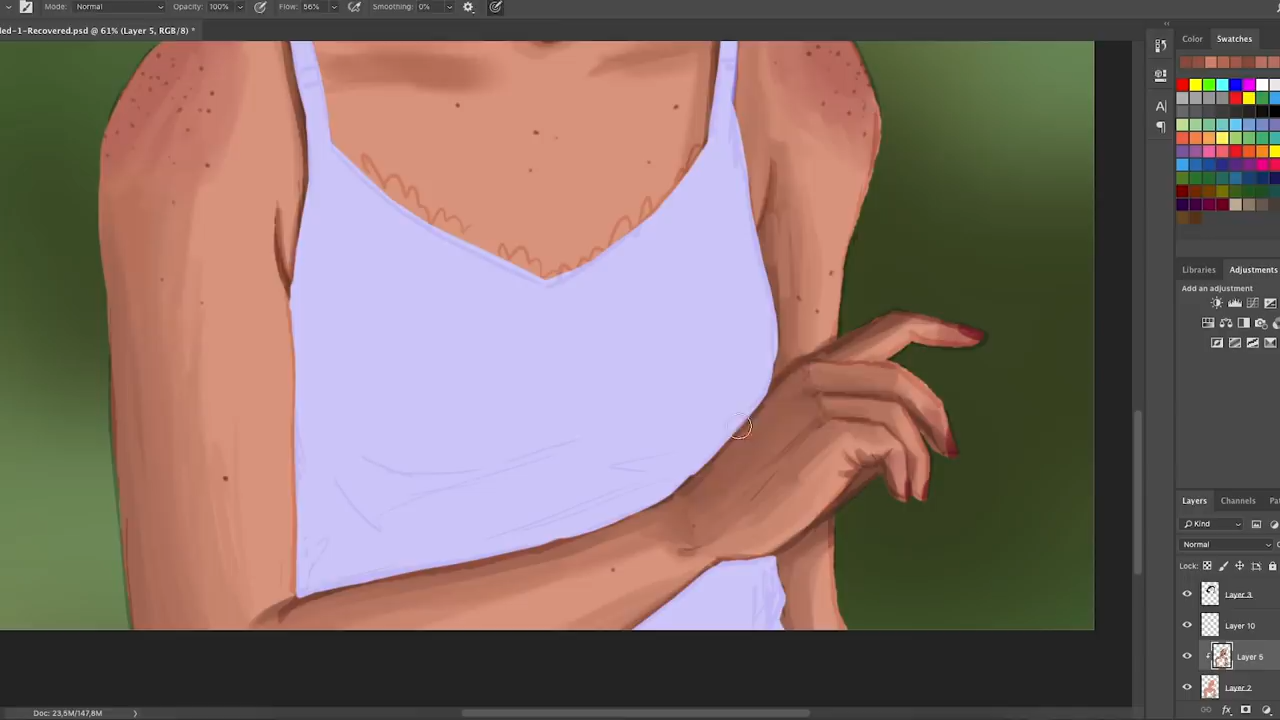 Mode: Normal Opacity: 100% Flow: 56% Smoothing: 0%
led-1-Recovered.psd @ 61% (Layer 5, RGB/8) *
Color Swatches
Libraries Adjustments
Add an adjustment
Layers Channels Pat
Kind
Normal
Lock:
Layer 3
Layer 10
Layer 5
Layer 2
fx
Doc: 23,5M/147,8M